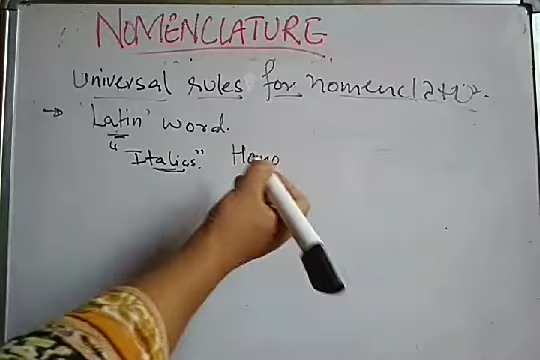 NOMENCLATURE
Universal rules for nomenclature.
→ 'Latin' word.
"Italics". Homo